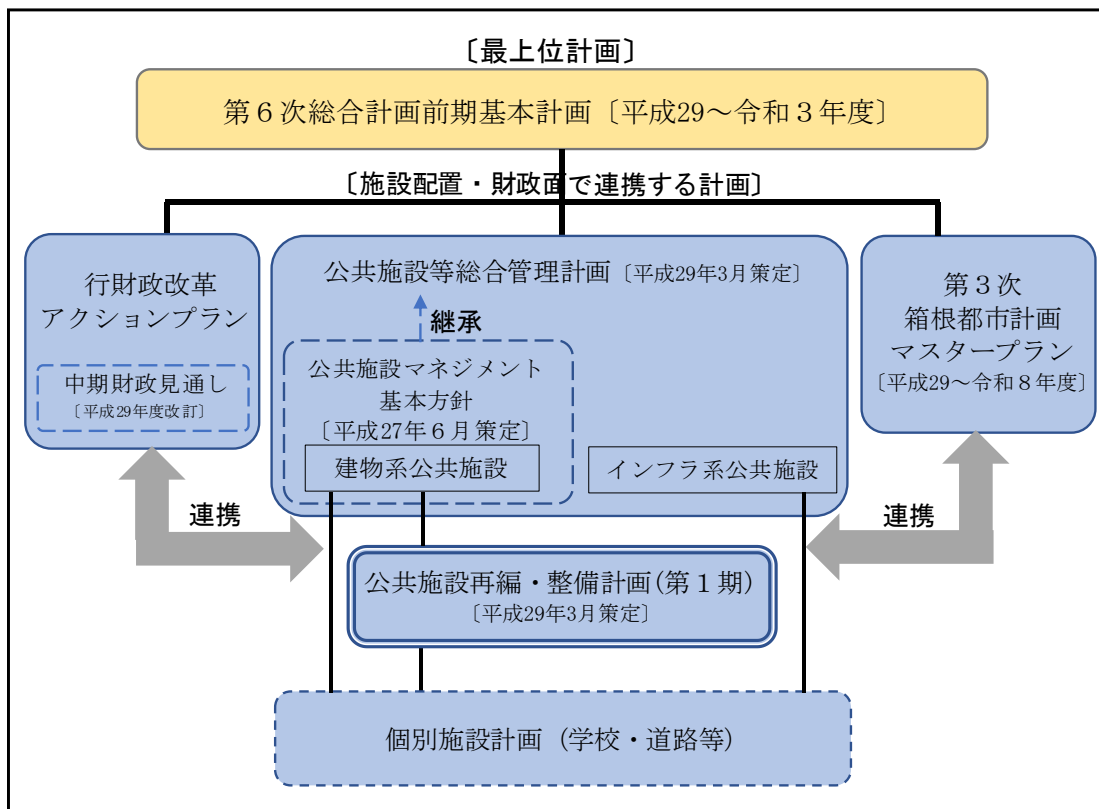 〔最上位計画〕
第６次総合計画前期基本計画〔平成29～令和３年度〕
〔施設配置・財政面で連携する計画〕
行財政改革
アクションプラン
中期財政見通し
〔平成29年度改訂〕
公共施設等総合管理計画〔平成29年3月策定〕
継承
公共施設マネジメント
基本方針
〔平成27年６月策定〕
建物系公共施設
インフラ系公共施設
第３次
箱根都市計画
マスタープラン
〔平成29～令和８年度〕
連携
連携
公共施設再編・整備計画(第１期)
〔平成29年3月策定〕
個別施設計画（学校・道路等）